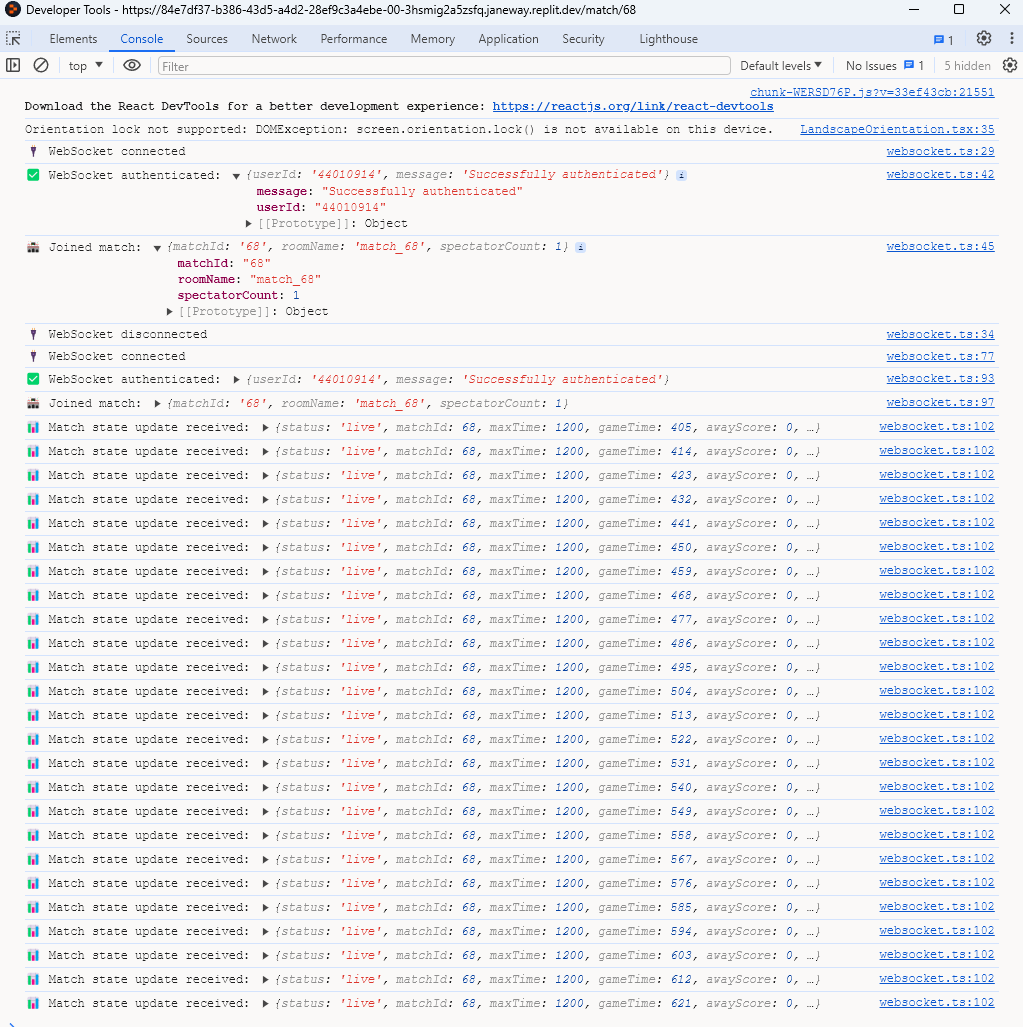 Developer Tools - https://84e7df37-b386-43d5-a4d2-28ef9c3a4ebe-00-3hsmig2a5zsfq.janeway.replit.dev/match/68
Elements Console Sources Network Performance Memory Application Security Lighthouse 1
top Filter Default levels No Issues 1 5 hidden
chunk-WERSD76P.js?v=33ef43cb:21551
Download the React DevTools for a better development experience: https://reactjs.org/link/react-devtools
Orientation lock not supported: DOMException: screen.orientation.lock() is not available on this device. LandscapeOrientation.tsx:35
WebSocket connected websocket.ts:29
WebSocket authenticated: {userId: '44010914', message: 'Successfully authenticated'} websocket.ts:42
message: "Successfully authenticated"
userId: "44010914"
[[Prototype]]: Object
Joined match: {matchId: '68', roomName: 'match_68', spectatorCount: 1} websocket.ts:45
matchId: "68"
roomName: "match_68"
spectatorCount: 1
[[Prototype]]: Object
WebSocket disconnected websocket.ts:34
WebSocket connected websocket.ts:77
WebSocket authenticated: {userId: '44010914', message: 'Successfully authenticated'} websocket.ts:93
Joined match: {matchId: '68', roomName: 'match_68', spectatorCount: 1} websocket.ts:97
Match state update received: {status: 'live', matchId: 68, maxTime: 1200, gameTime: 405, awayScore: 0, …} websocket.ts:102
Match state update received: {status: 'live', matchId: 68, maxTime: 1200, gameTime: 414, awayScore: 0, …} websocket.ts:102
Match state update received: {status: 'live', matchId: 68, maxTime: 1200, gameTime: 423, awayScore: 0, …} websocket.ts:102
Match state update received: {status: 'live', matchId: 68, maxTime: 1200, gameTime: 432, awayScore: 0, …} websocket.ts:102
Match state update received: {status: 'live', matchId: 68, maxTime: 1200, gameTime: 441, awayScore: 0, …} websocket.ts:102
Match state update received: {status: 'live', matchId: 68, maxTime: 1200, gameTime: 450, awayScore: 0, …} websocket.ts:102
Match state update received: {status: 'live', matchId: 68, maxTime: 1200, gameTime: 459, awayScore: 0, …} websocket.ts:102
Match state update received: {status: 'live', matchId: 68, maxTime: 1200, gameTime: 468, awayScore: 0, …} websocket.ts:102
Match state update received: {status: 'live', matchId: 68, maxTime: 1200, gameTime: 477, awayScore: 0, …} websocket.ts:102
Match state update received: {status: 'live', matchId: 68, maxTime: 1200, gameTime: 486, awayScore: 0, …} websocket.ts:102
Match state update received: {status: 'live', matchId: 68, maxTime: 1200, gameTime: 495, awayScore: 0, …} websocket.ts:102
Match state update received: {status: 'live', matchId: 68, maxTime: 1200, gameTime: 504, awayScore: 0, …} websocket.ts:102
Match state update received: {status: 'live', matchId: 68, maxTime: 1200, gameTime: 513, awayScore: 0, …} websocket.ts:102
Match state update received: {status: 'live', matchId: 68, maxTime: 1200, gameTime: 522, awayScore: 0, …} websocket.ts:102
Match state update received: {status: 'live', matchId: 68, maxTime: 1200, gameTime: 531, awayScore: 0, …} websocket.ts:102
Match state update received: {status: 'live', matchId: 68, maxTime: 1200, gameTime: 540, awayScore: 0, …} websocket.ts:102
Match state update received: {status: 'live', matchId: 68, maxTime: 1200, gameTime: 549, awayScore: 0, …} websocket.ts:102
Match state update received: {status: 'live', matchId: 68, maxTime: 1200, gameTime: 558, awayScore: 0, …} websocket.ts:102
Match state update received: {status: 'live', matchId: 68, maxTime: 1200, gameTime: 567, awayScore: 0, …} websocket.ts:102
Match state update received: {status: 'live', matchId: 68, maxTime: 1200, gameTime: 576, awayScore: 0, …} websocket.ts:102
Match state update received: {status: 'live', matchId: 68, maxTime: 1200, gameTime: 585, awayScore: 0, …} websocket.ts:102
Match state update received: {status: 'live', matchId: 68, maxTime: 1200, gameTime: 594, awayScore: 0, …} websocket.ts:102
Match state update received: {status: 'live', matchId: 68, maxTime: 1200, gameTime: 603, awayScore: 0, …} websocket.ts:102
Match state update received: {status: 'live', matchId: 68, maxTime: 1200, gameTime: 612, awayScore: 0, …} websocket.ts:102
Match state update received: {status: 'live', matchId: 68, maxTime: 1200, gameTime: 621, awayScore: 0, …} websocket.ts:102